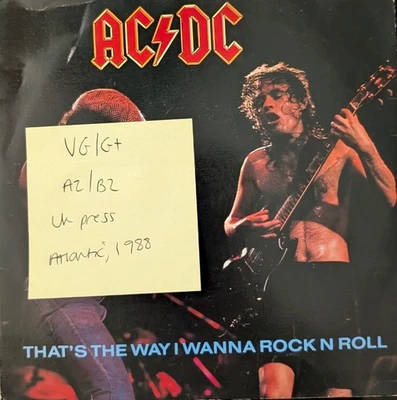 AC/DC
VG/G+
A2/B2
UK press
Atlantic, 1988
THAT'S THE WAY I WANNA ROCK N ROLL